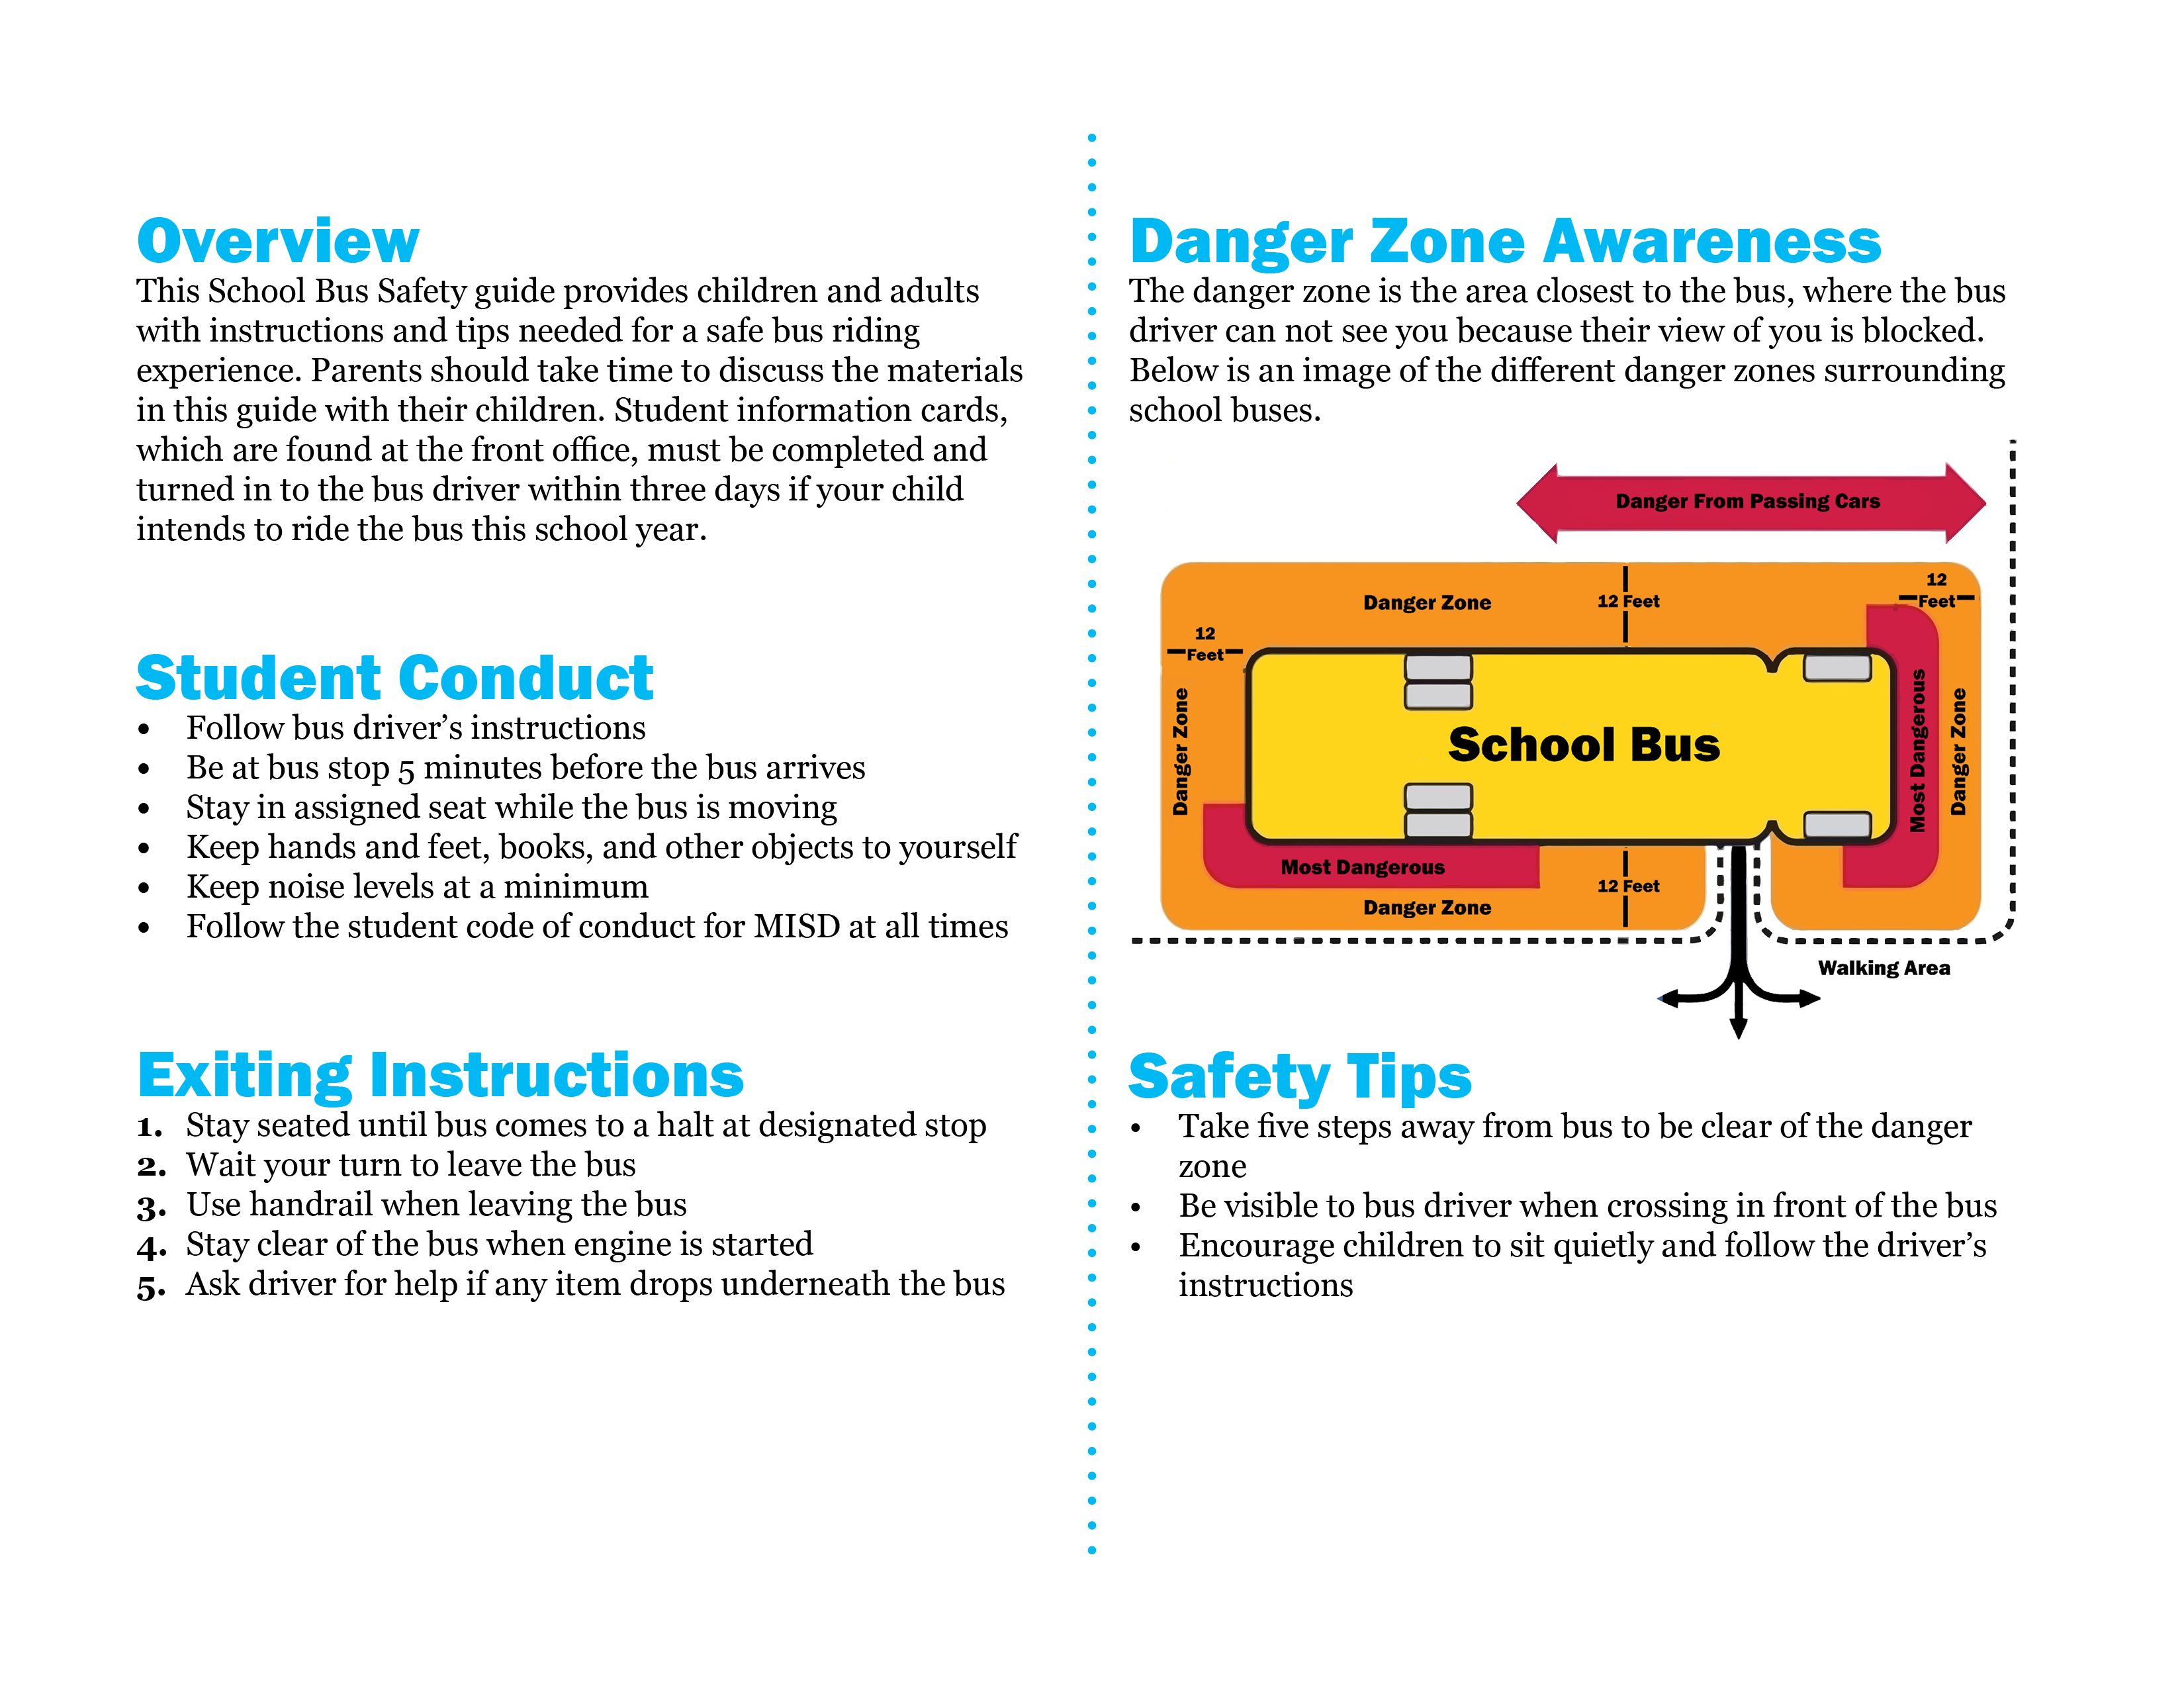 Overview
This School Bus Safety guide provides children and adults
with instructions and tips needed for a safe bus riding
experience. Parents should take time to discuss the materials
in this guide with their children. Student information cards,
which are found at the front office, must be completed and
turned in to the bus driver within three days if your child
intends to ride the bus this school year.
Student Conduct
• Follow bus driver’s instructions
• Be at bus stop 5 minutes before the bus arrives
• Stay in assigned seat while the bus is moving
• Keep hands and feet, books, and other objects to yourself
• Keep noise levels at a minimum
• Follow the student code of conduct for MISD at all times
Exiting Instructions
1. Stay seated until bus comes to a halt at designated stop
2. Wait your turn to leave the bus
3. Use handrail when leaving the bus
4. Stay clear of the bus when engine is started
5. Ask driver for help if any item drops underneath the bus
Danger Zone Awareness
The danger zone is the area closest to the bus, where the bus
driver can not see you because their view of you is blocked.
Below is an image of the different danger zones surrounding
school buses.
Danger From Passing Cars
Danger Zone
12 Feet
12
Feet
12
Feet
Danger Zone
School Bus
Most Dangerous
Danger Zone
Most Dangerous
12 Feet
Danger Zone
Walking Area
Safety Tips
• Take five steps away from bus to be clear of the danger
zone
• Be visible to bus driver when crossing in front of the bus
• Encourage children to sit quietly and follow the driver’s
instructions